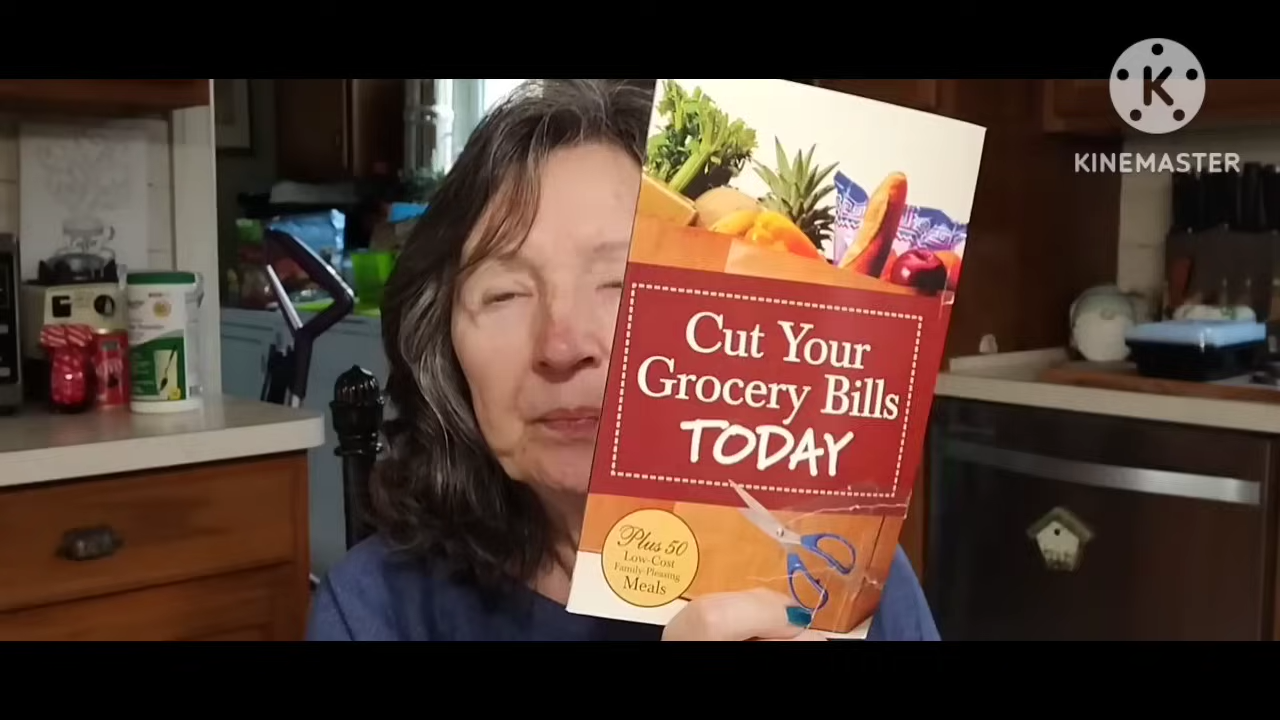 K
KINEMASTER
Cut Your
Grocery Bills
TODAY
Plus 50
Low-Cost
Family-Pleasing
Meals